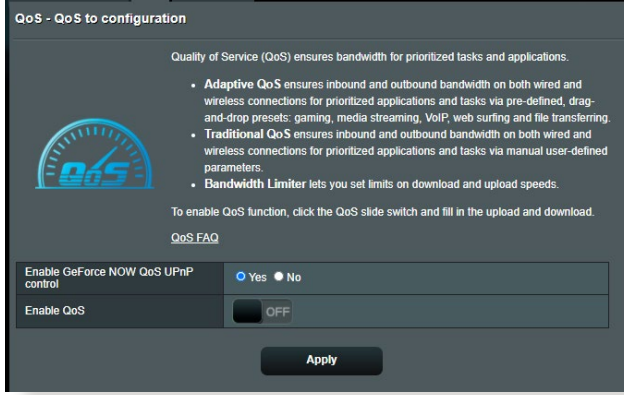 QoS - QoS to configuration
Quality of Service (QoS) ensures bandwidth for prioritized tasks and applications.
• Adaptive QoS ensures inbound and outbound bandwidth on both wired and
wireless connections for prioritized applications and tasks via pre-defined, drag-
and-drop presets: gaming, media streaming, VoIP, web surfing and file transferring.
• Traditional QoS ensures inbound and outbound bandwidth on both wired and
wireless connections for prioritized applications and tasks via manual user-defined
parameters.
• Bandwidth Limiter lets you set limits on download and upload speeds.
QoS
To enable QoS function, click the QoS slide switch and fill in the upload and download.
QoS FAQ
Enable GeForce NOW QoS UPnP
control
Yes No
Enable QoS
OFF
Apply